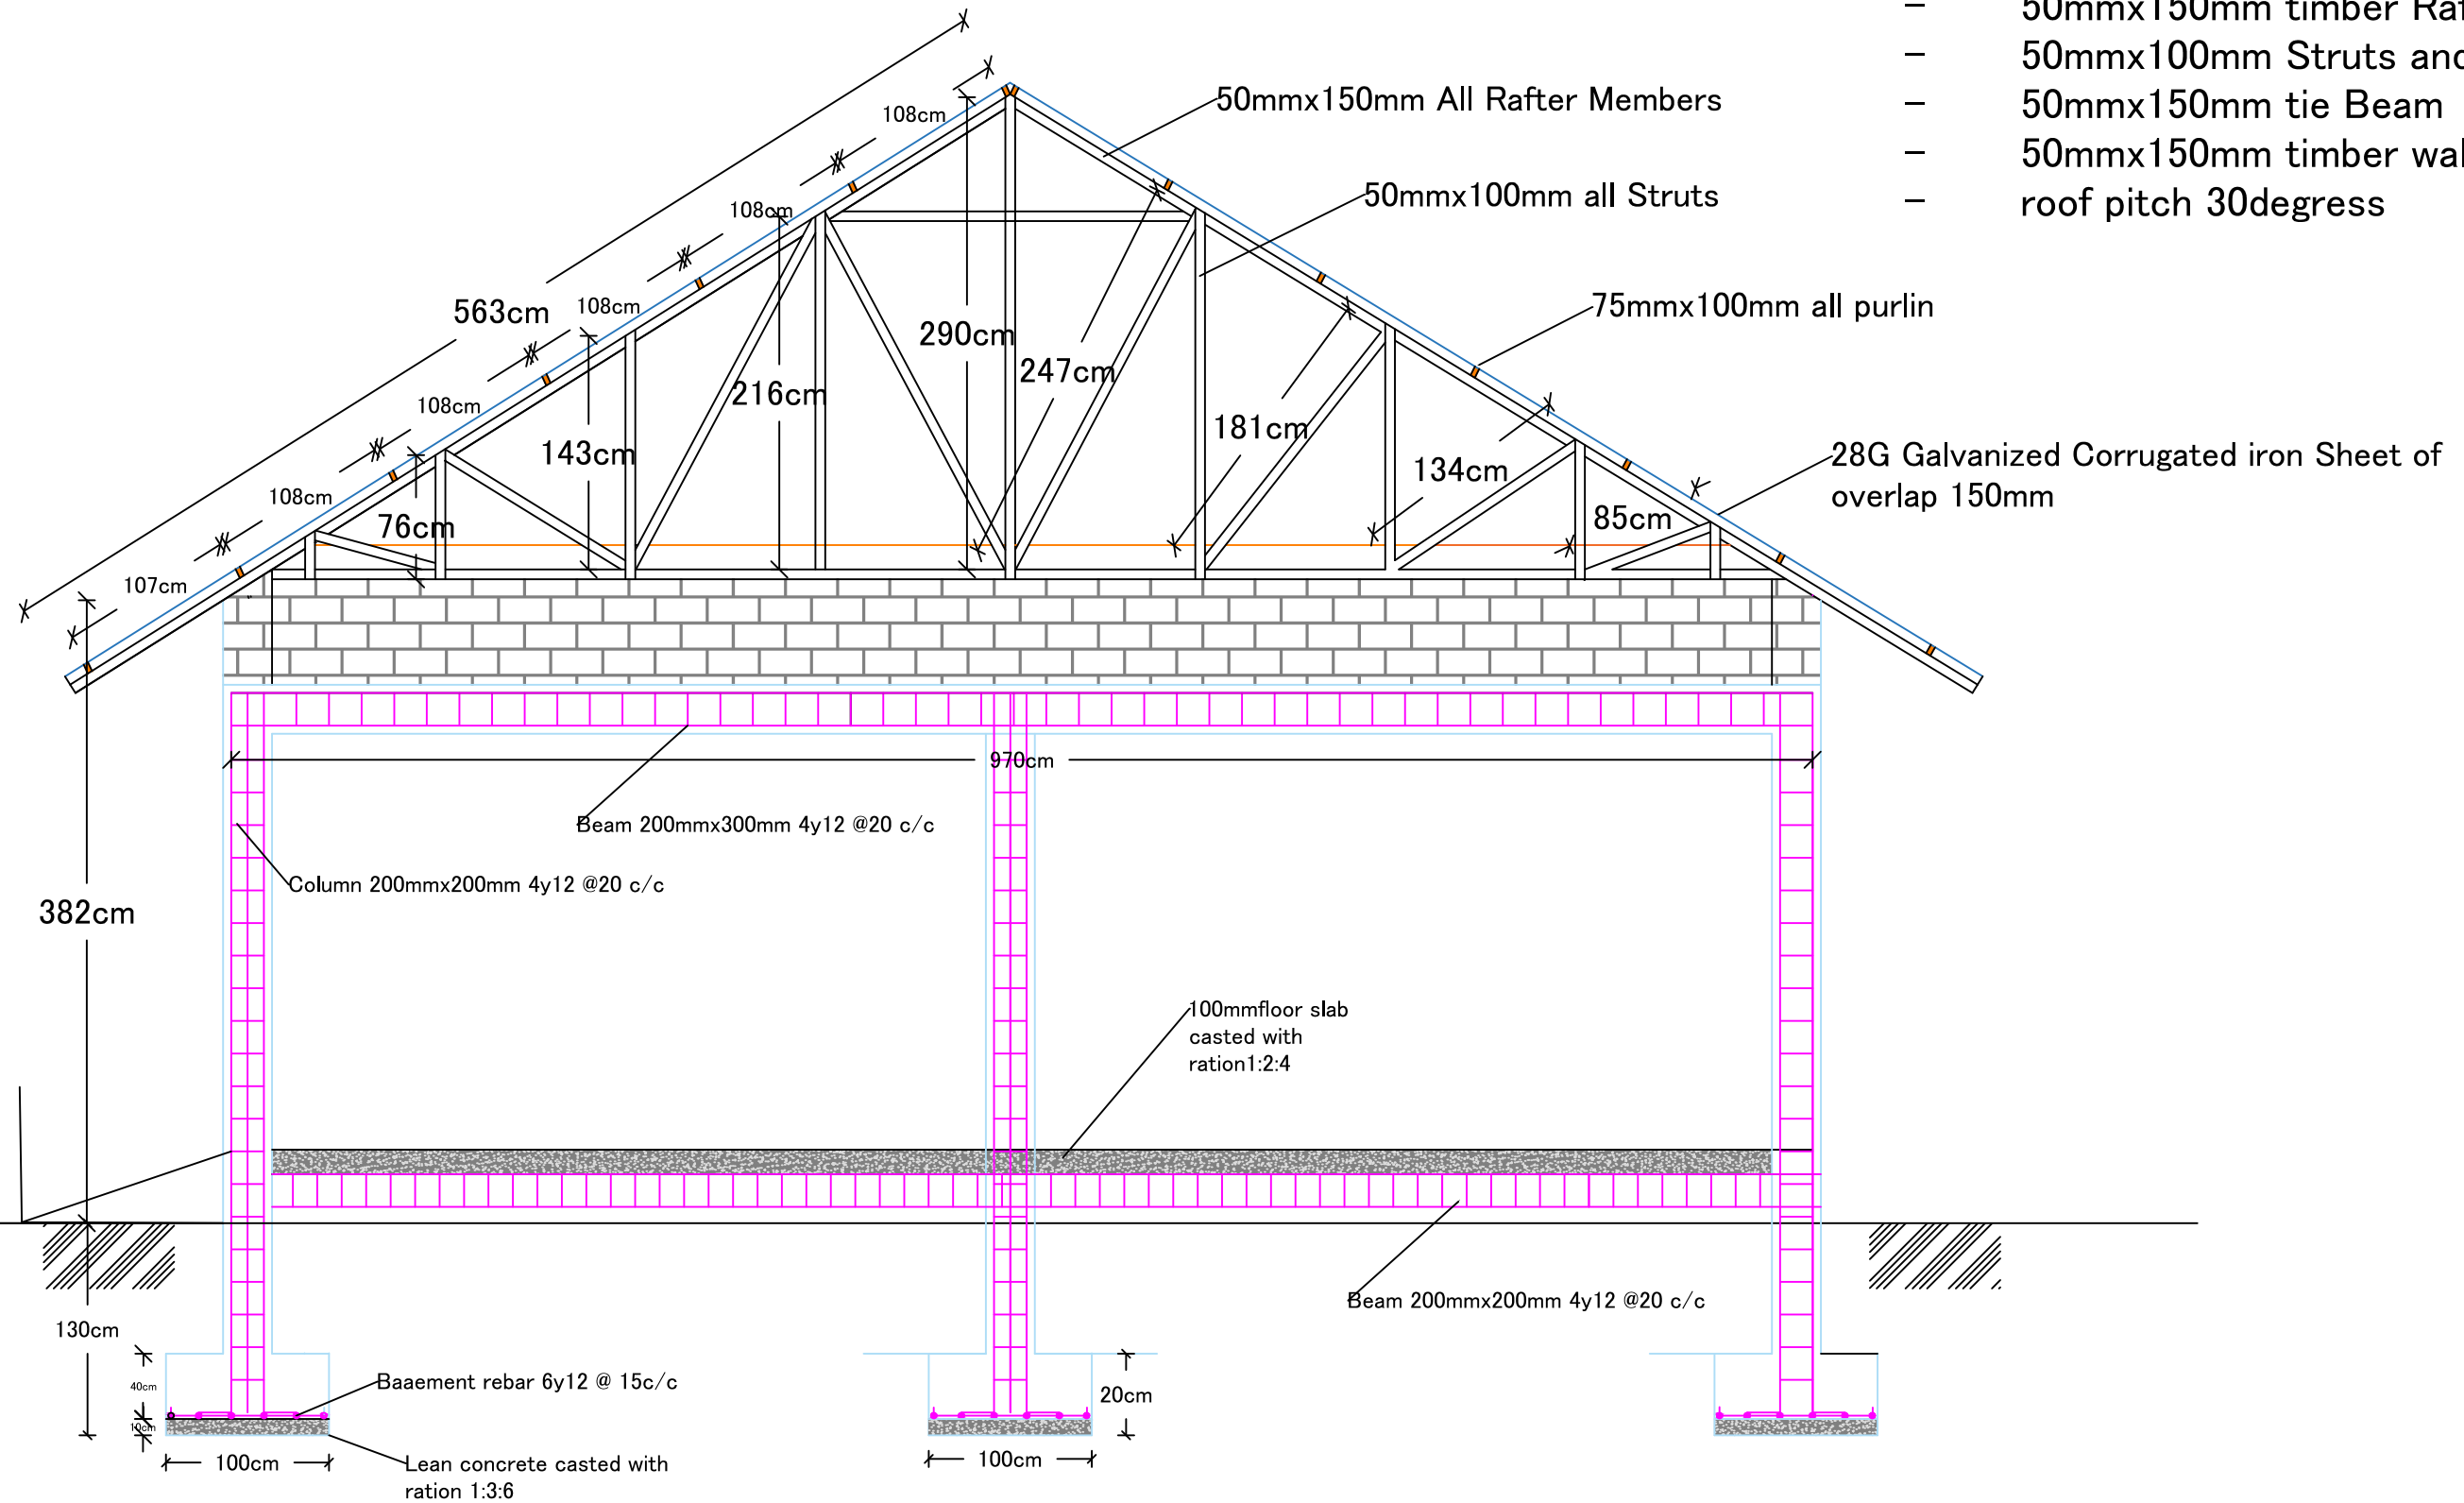 - 50mmx150mm timber
- 50mmx100mm Struts
- 50mmx150mm tie Beam
- 50mmx150mm timber
- roof pitch 30degress
50mmx150mm All Rafter Members
50mmx100mm all Struts
75mmx100mm all purlin
28G Galvanized Corrugated iron Sheet of
overlap 150mm
108cm
108cm
108cm
108cm
108cm
107cm
563cm
290cm
247cm
216cm
181cm
143cm
134cm
76cm
85cm
970cm
Beam 200mmx300mm 4y12 @20 c/c
Column 200mmx200mm 4y12 @20 c/c
382cm
100mmfloor slab
casted with
ration1:2:4
Beam 200mmx200mm 4y12 @20 c/c
130cm
40cm
10cm
Baaement rebar 6y12 @ 15c/c
20cm
100cm
100cm
Lean concrete casted with
ration 1:3:6